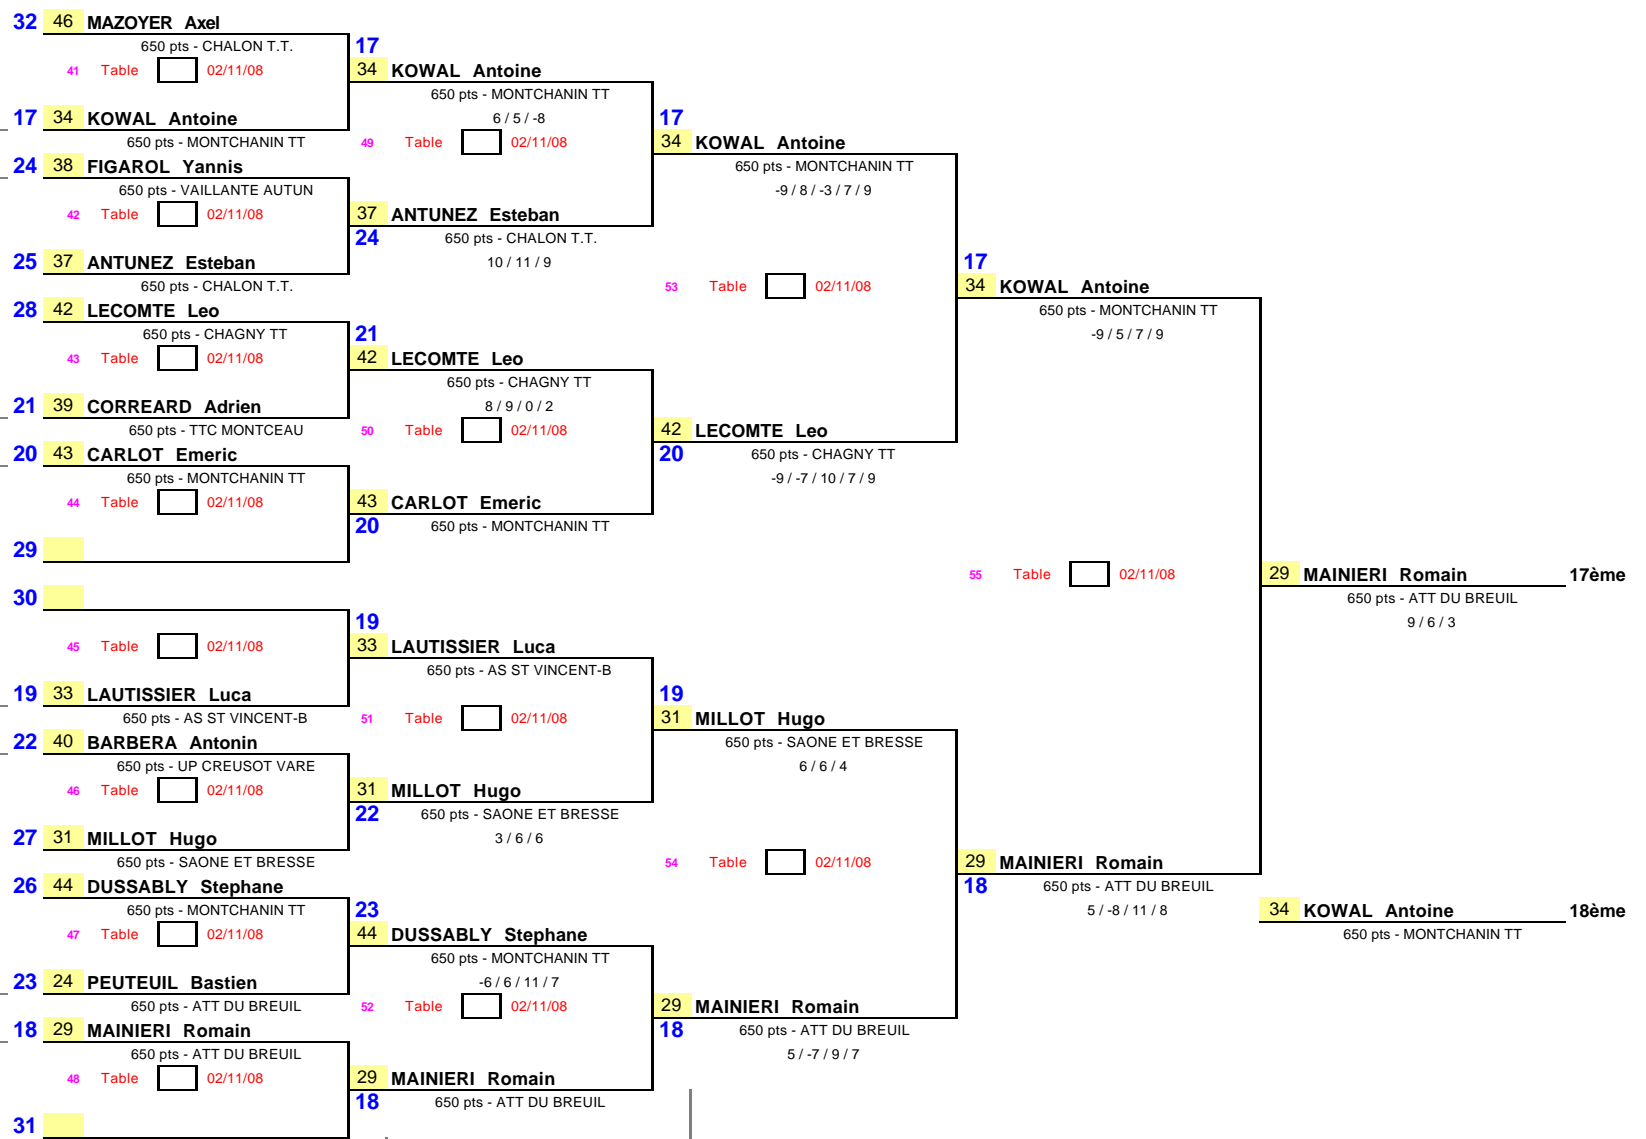 32 46 MAZOYER Axel
650 pts - CHALON T.T.
17
41 Table 02/11/08
34 KOWAL Antoine
650 pts - MONTCHANIN TT
17 34 KOWAL Antoine
6 / 5 / -8
17
650 pts - MONTCHANIN TT
49 Table 02/11/08
34 KOWAL Antoine
24 38 FIGAROL Yannis
650 pts - MONTCHANIN TT
650 pts - VAILLANTE AUTUN
-9 / 8 / -3 / 7 / 9
42 Table 02/11/08
37 ANTUNEZ Esteban
24
650 pts - CHALON T.T.
25 37 ANTUNEZ Esteban
10 / 11 / 9
17
650 pts - CHALON T.T.
53 Table 02/11/08
34 KOWAL Antoine
28 42 LECOMTE Leo
650 pts - MONTCHANIN TT
650 pts - CHAGNY TT
21
-9 / 5 / 7 / 9
43 Table 02/11/08
42 LECOMTE Leo
650 pts - CHAGNY TT
21 39 CORREARD Adrien
8 / 9 / 0 / 2
650 pts - TTC MONTCEAU
50 Table 02/11/08
42 LECOMTE Leo
20 43 CARLOT Emeric
20
650 pts - CHAGNY TT
650 pts - MONTCHANIN TT
-9 / -7 / 10 / 7 / 9
44 Table 02/11/08
43 CARLOT Emeric
20
650 pts - MONTCHANIN TT
29
55 Table 02/11/08
29 MAINIERI Romain 17ème
30
650 pts - ATT DU BREUIL
19
9 / 6 / 3
45 Table 02/11/08
33 LAUTISSIER Luca
650 pts - AS ST VINCENT-B
19 33 LAUTISSIER Luca
19
650 pts - AS ST VINCENT-B
51 Table 02/11/08
31 MILLOT Hugo
22 40 BARBERA Antonin
650 pts - SAONE ET BRESSE
650 pts - UP CREUSOT VARE
6 / 6 / 4
46 Table 02/11/08
31 MILLOT Hugo
22
650 pts - SAONE ET BRESSE
27 31 MILLOT Hugo
3 / 6 / 6
650 pts - SAONE ET BRESSE
54 Table 02/11/08
29 MAINIERI Romain
26 44 DUSSABLY Stephane
18
650 pts - ATT DU BREUIL
650 pts - MONTCHANIN TT
23
5 / -8 / 11 / 8
34 KOWAL Antoine 18ème
47 Table 02/11/08
44 DUSSABLY Stephane
650 pts - MONTCHANIN TT
650 pts - MONTCHANIN TT
23 24 PEUTEUIL Bastien
-6 / 6 / 11 / 7
650 pts - ATT DU BREUIL
52 Table 02/11/08
29 MAINIERI Romain
18 29 MAINIERI Romain
18
650 pts - ATT DU BREUIL
650 pts - ATT DU BREUIL
5 / -7 / 9 / 7
48 Table 02/11/08
29 MAINIERI Romain
18
650 pts - ATT DU BREUIL
31